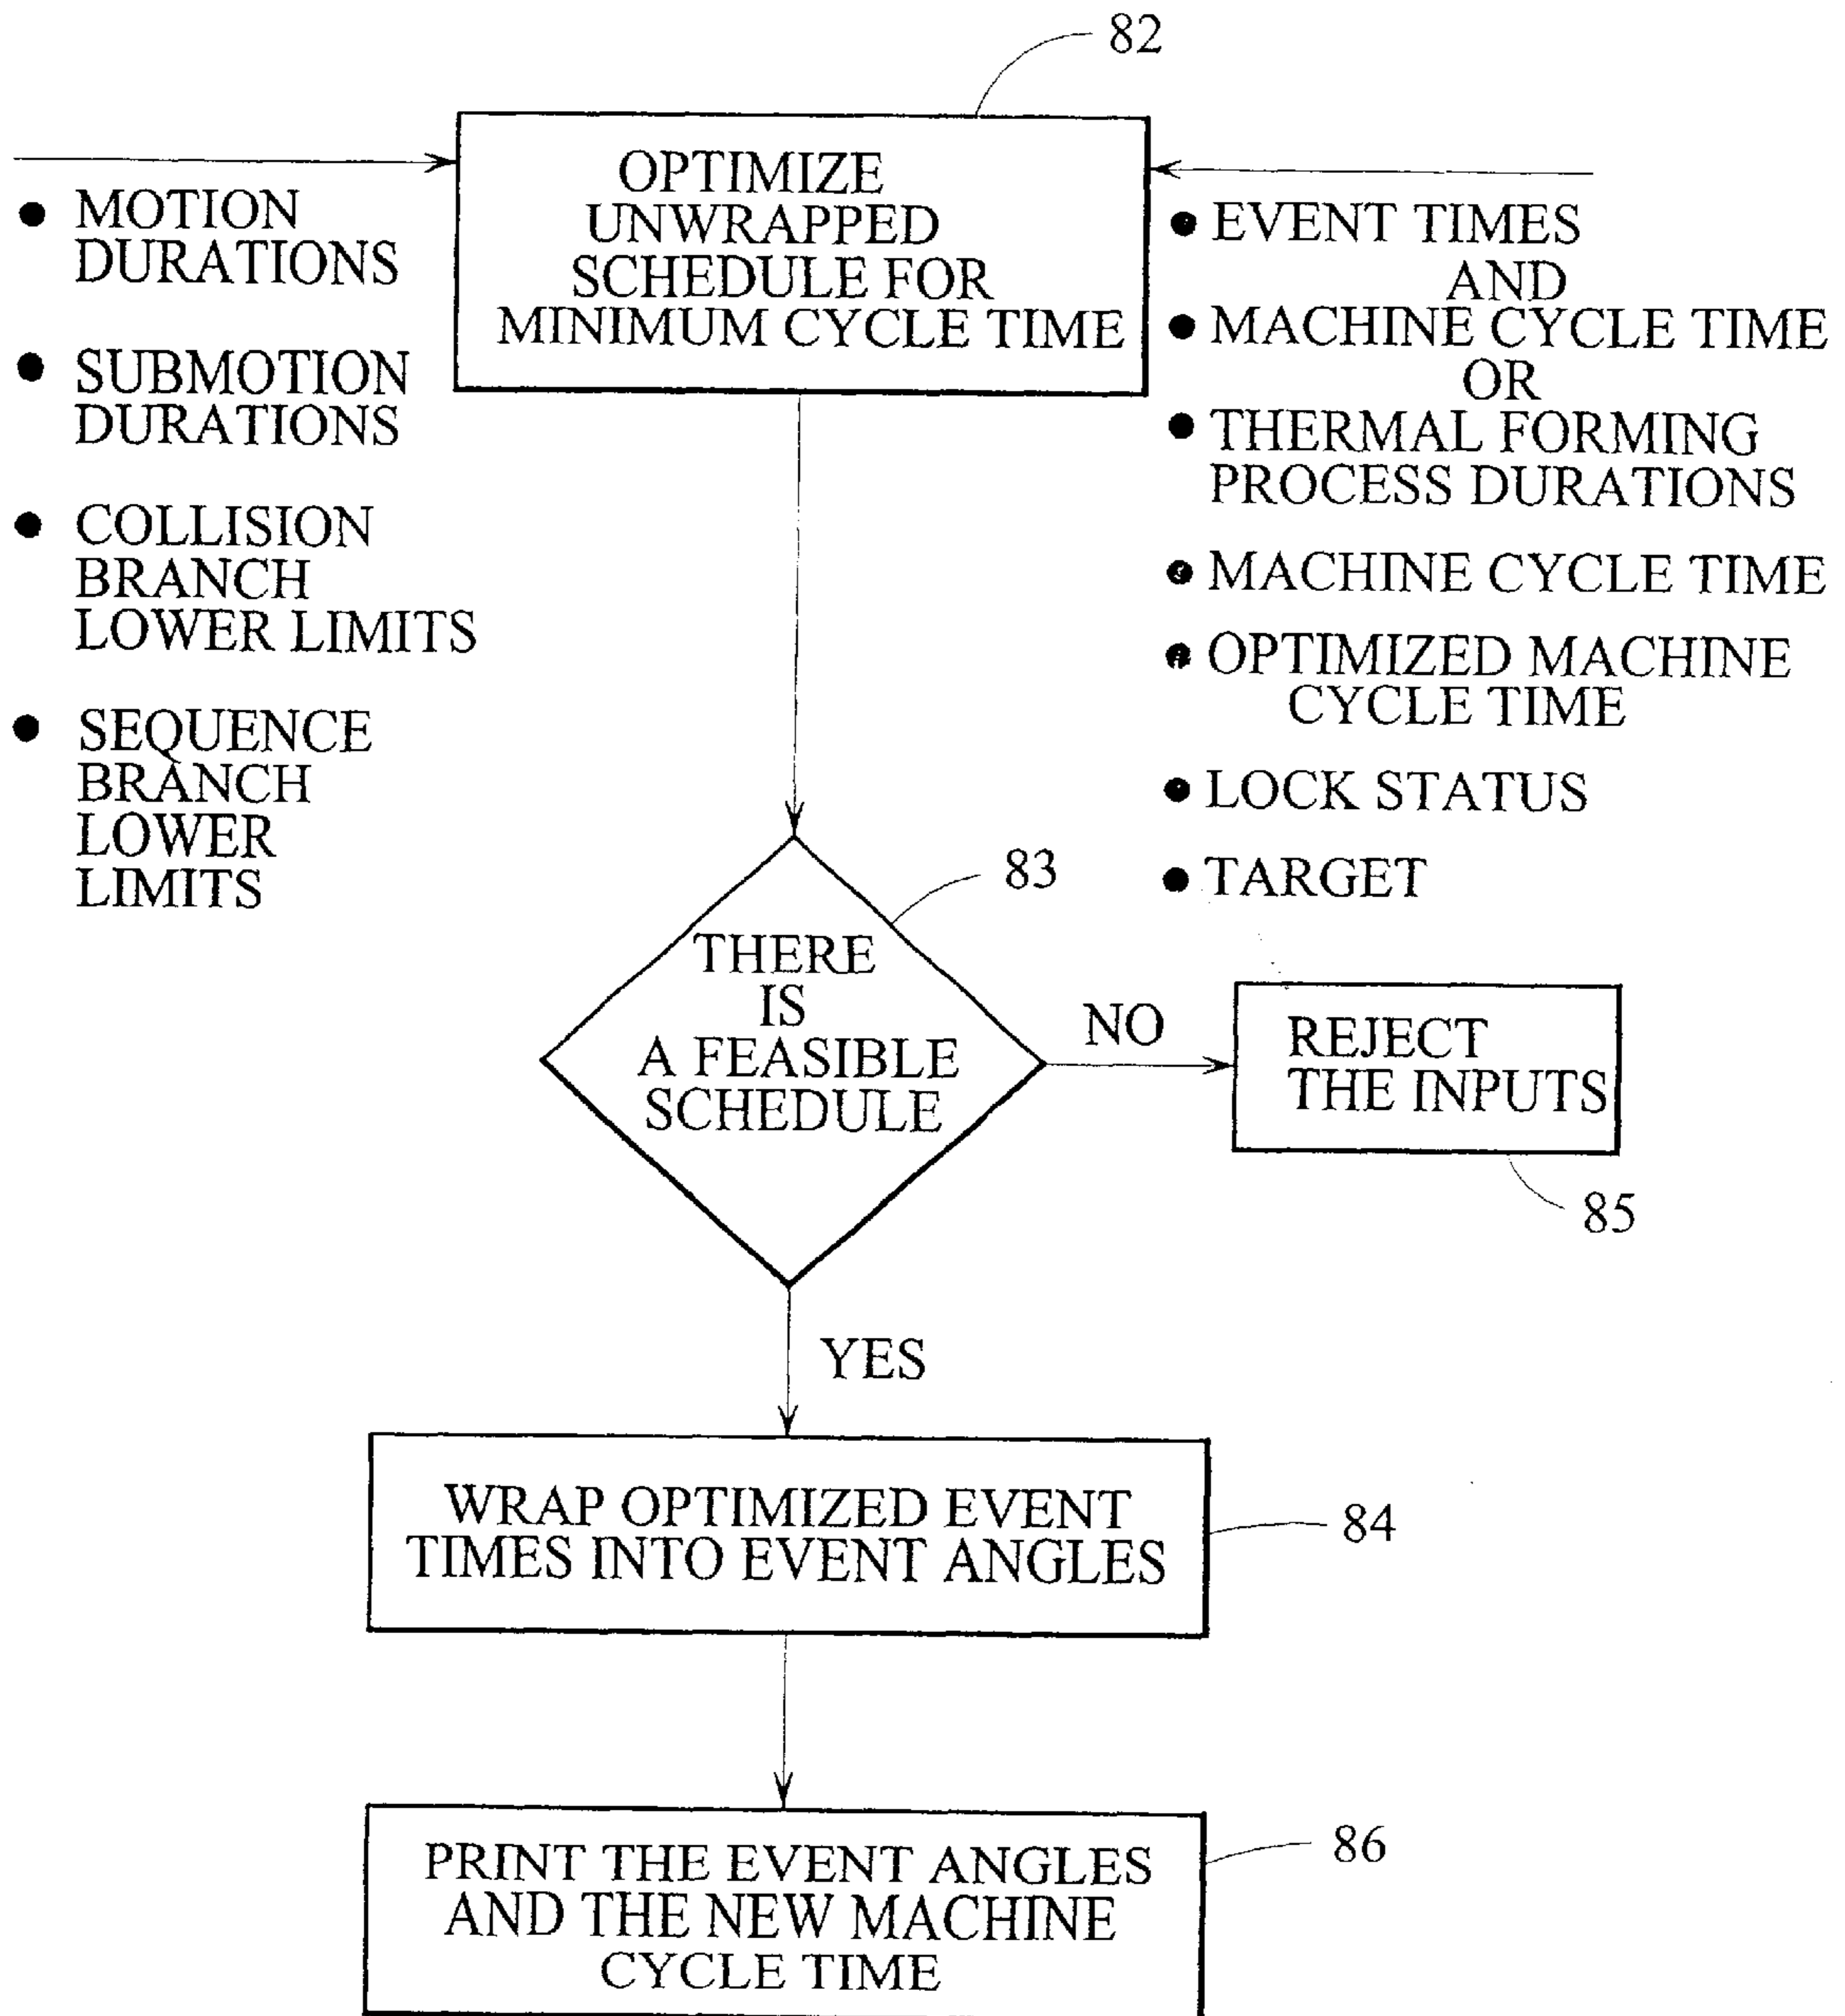 82
OPTIMIZE
UNWRAPPED
SCHEDULE FOR
MINIMUM CYCLE TIME
● MOTION
DURATIONS
● SUBMOTION
DURATIONS
● COLLISION
BRANCH
LOWER LIMITS
● SEQUENCE
BRANCH
LOWER
LIMITS
● EVENT TIMES
AND
● MACHINE CYCLE TIME
OR
● THERMAL FORMING
PROCESS DURATIONS
● MACHINE CYCLE TIME
● OPTIMIZED MACHINE
CYCLE TIME
● LOCK STATUS
● TARGET
83
THERE
IS
A FEASIBLE
SCHEDULE
NO
REJECT
THE INPUTS
85
YES
WRAP OPTIMIZED EVENT
TIMES INTO EVENT ANGLES
84
PRINT THE EVENT ANGLES
AND THE NEW MACHINE
CYCLE TIME
86